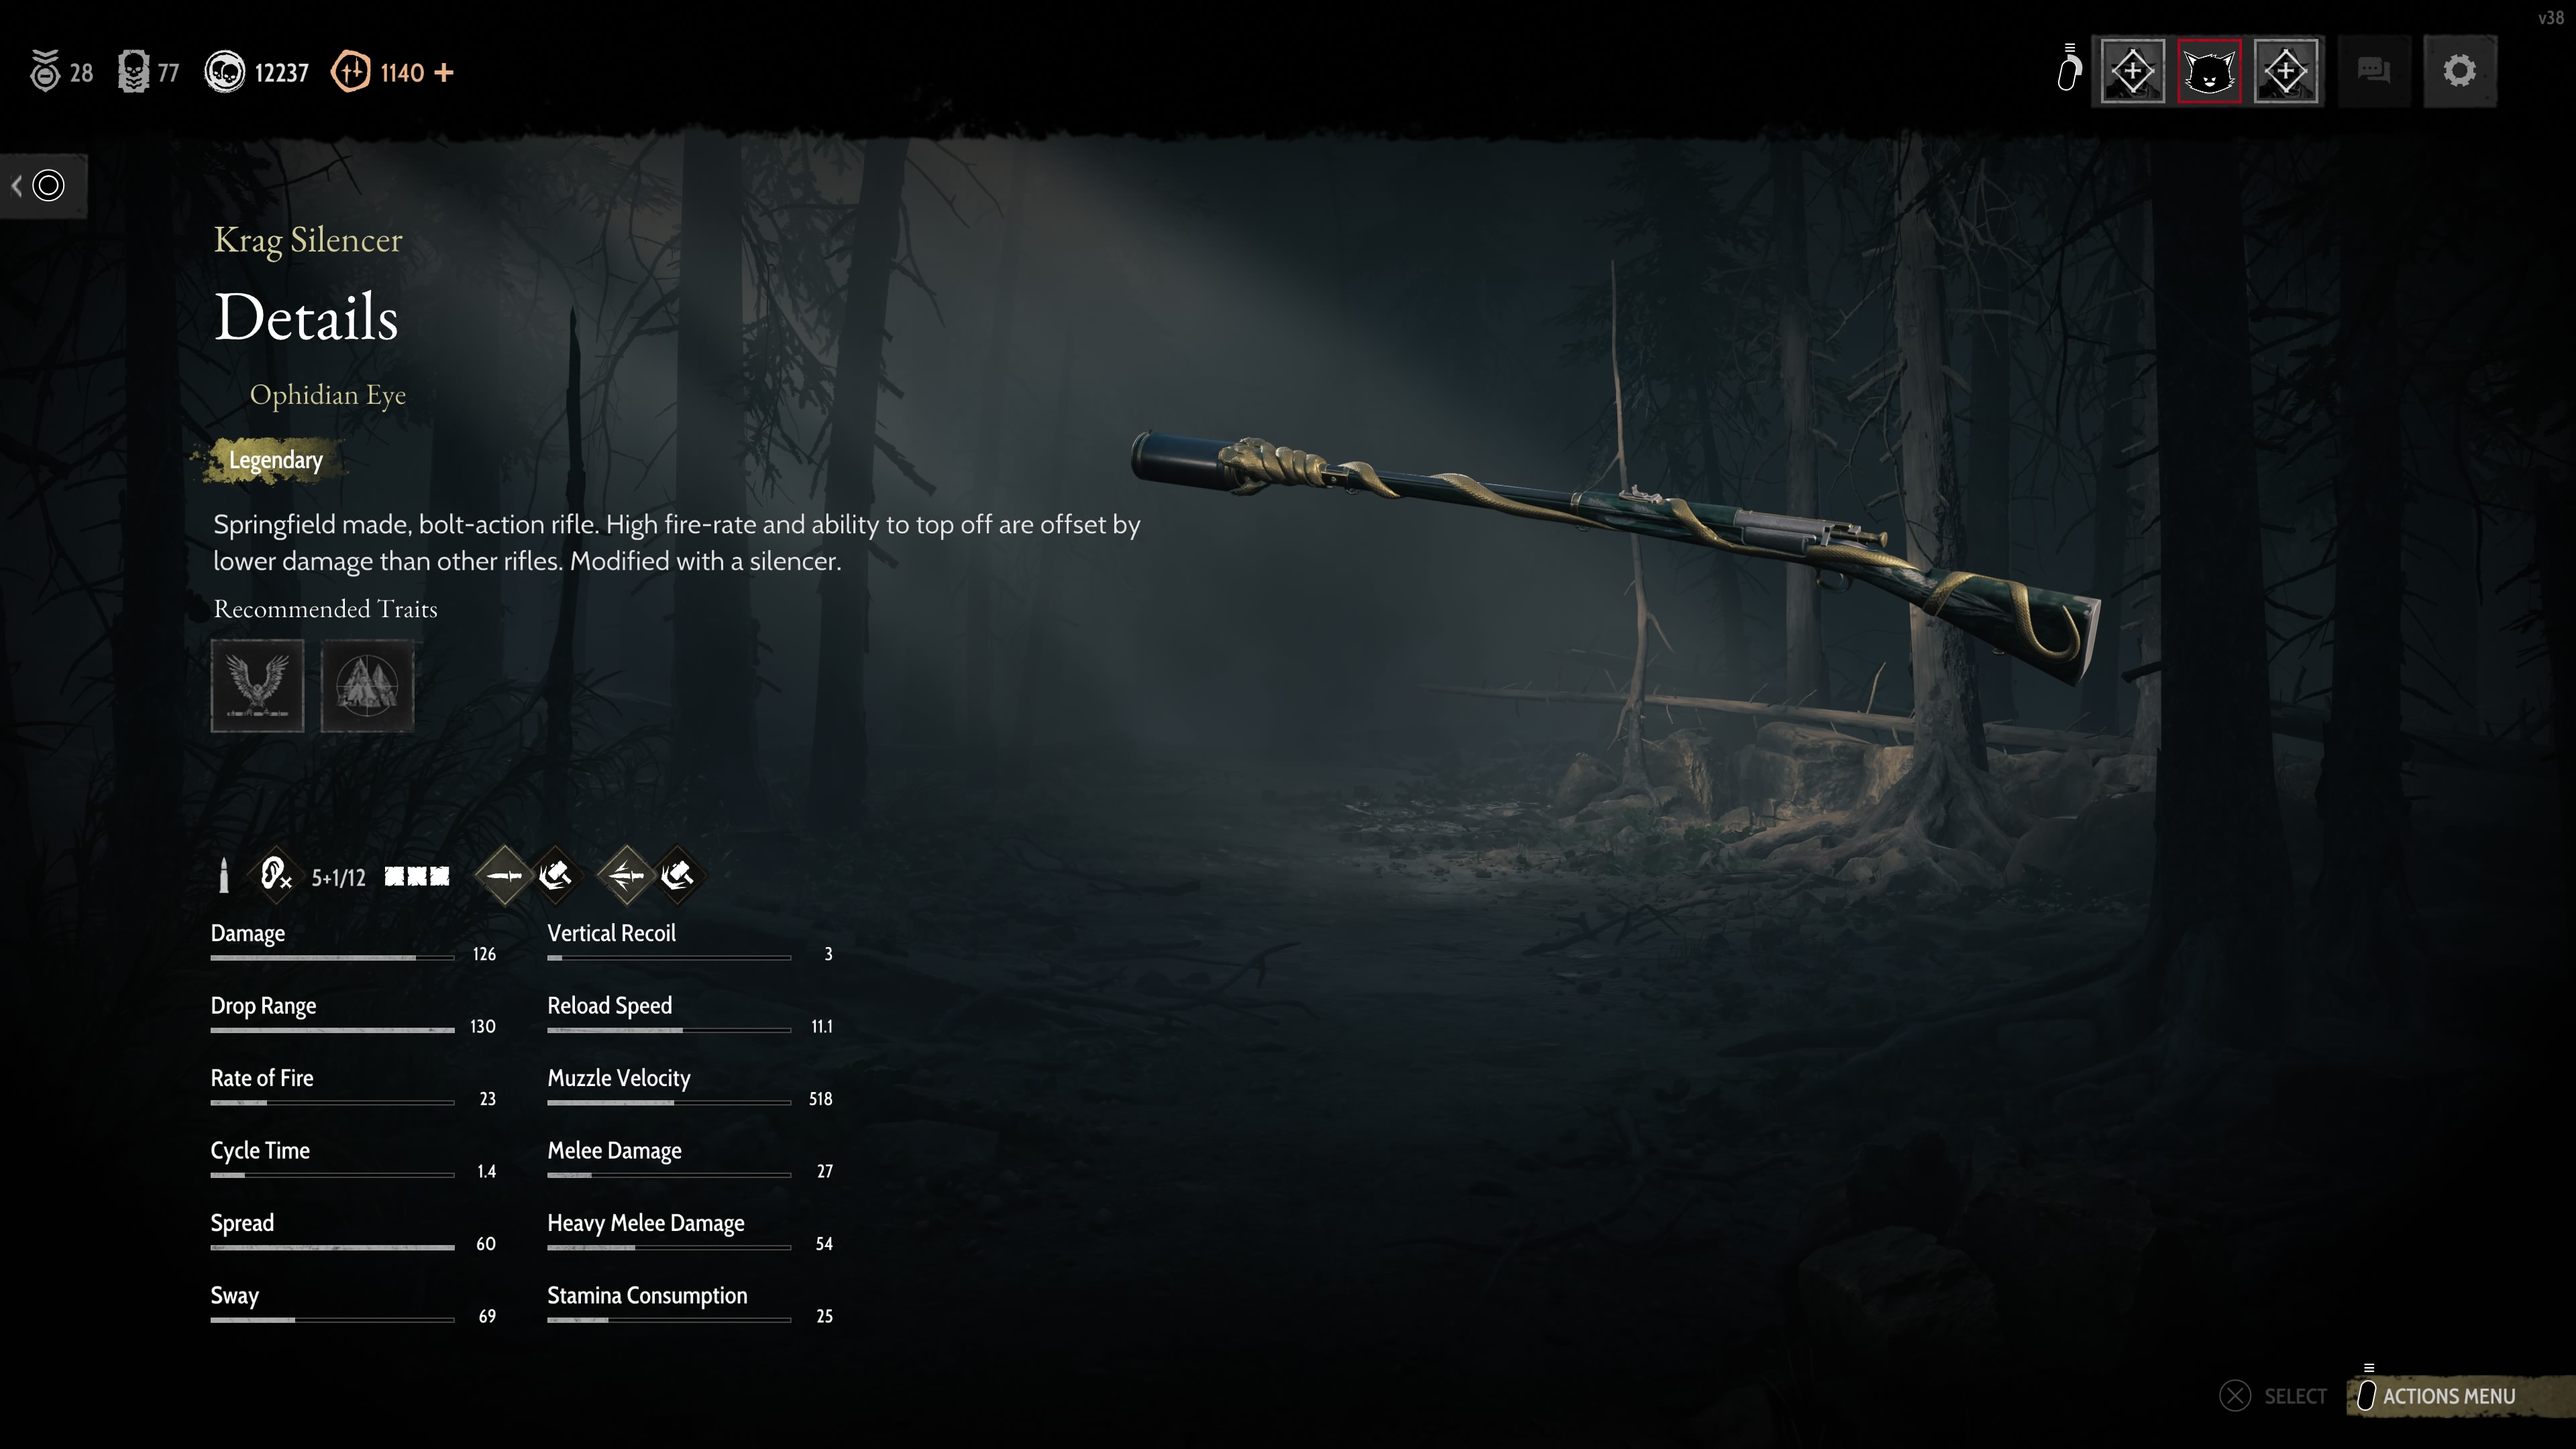 v38
28
77
12237
1140
Krag Silencer
Details
Ophidian Eye
Legendary
Springfield made, bolt-action rifle. High fire-rate and ability to top off are offset by
lower damage than other rifles. Modified with a silencer.
Recommended Traits
5+1/12
Damage 126
Drop Range 130
Rate of Fire 23
Cycle Time 1.4
Spread 60
Sway 69
Vertical Recoil 3
Reload Speed 11.1
Muzzle Velocity 518
Melee Damage 27
Heavy Melee Damage 54
Stamina Consumption 25
SELECT
ACTIONS MENU